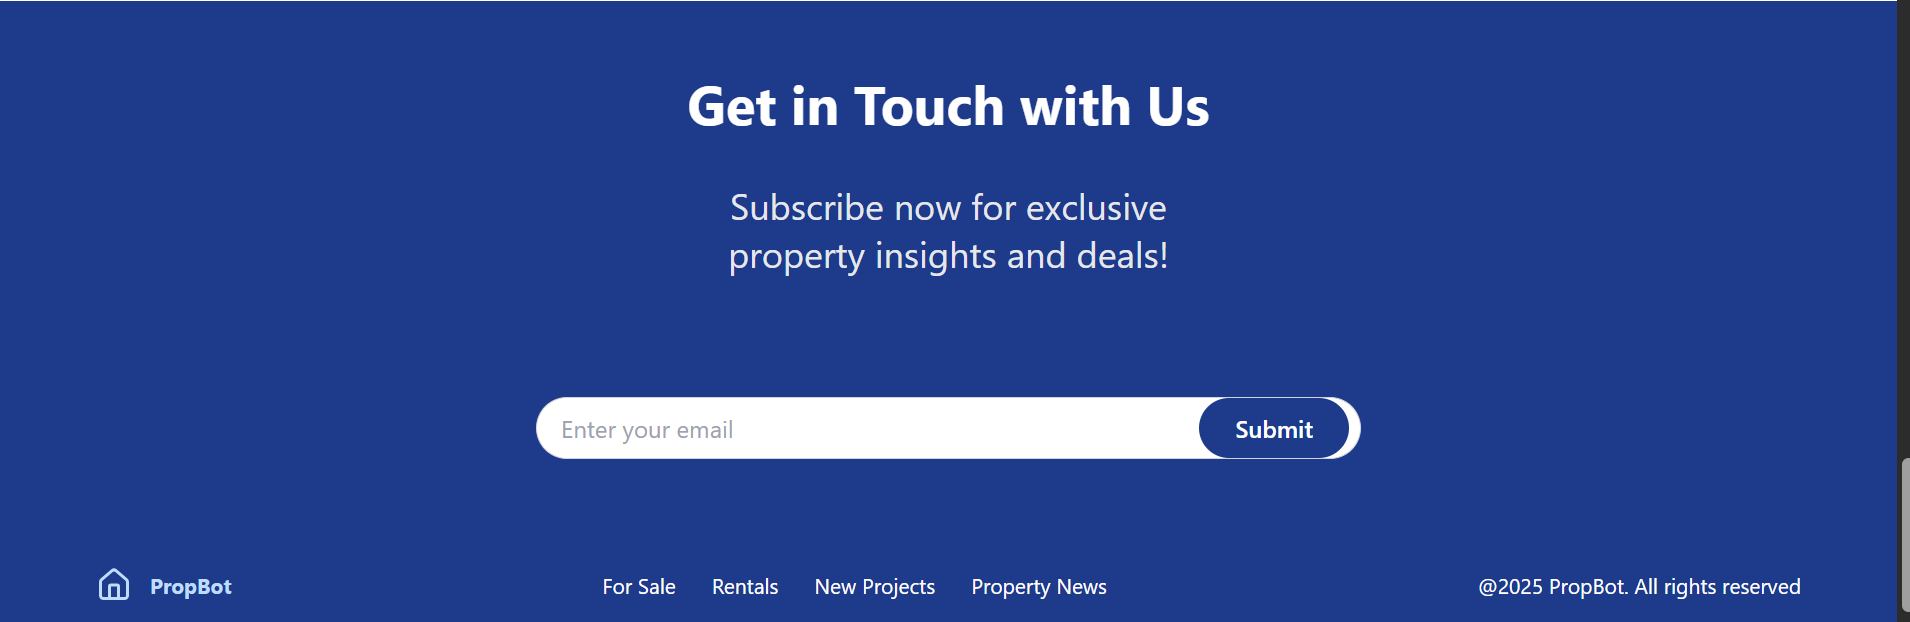 Get in Touch with Us
Subscribe now for exclusive
property insights and deals!
Enter your email
Submit
PropBot
For Sale
Rentals
New Projects
Property News
@2025 PropBot. All rights reserved